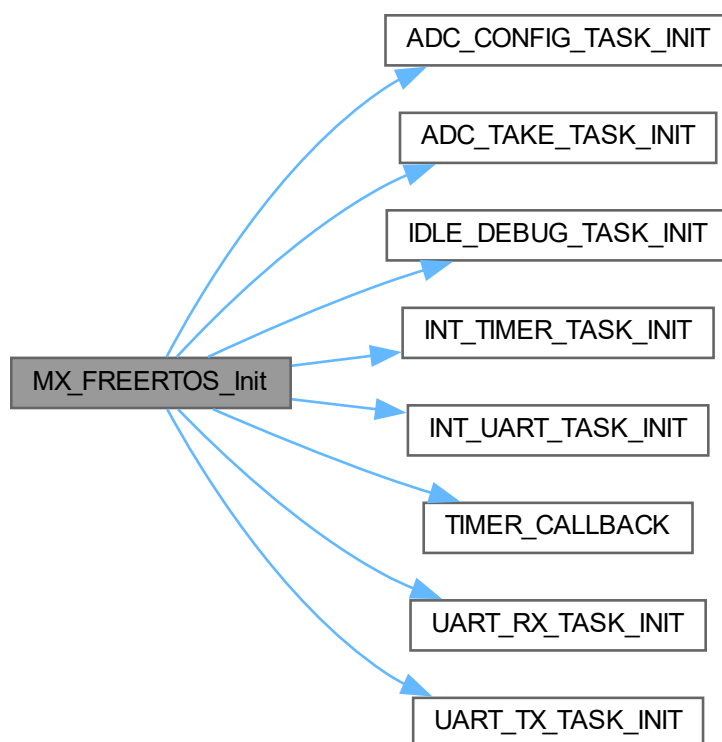 ADC_CONFIG_TASK_INIT
ADC_TAKE_TASK_INIT
IDLE_DEBUG_TASK_INIT
INT_TIMER_TASK_INIT
MX_FREERTOS_Init
INT_UART_TASK_INIT
TIMER_CALLBACK
UART_RX_TASK_INIT
UART_TX_TASK_INIT